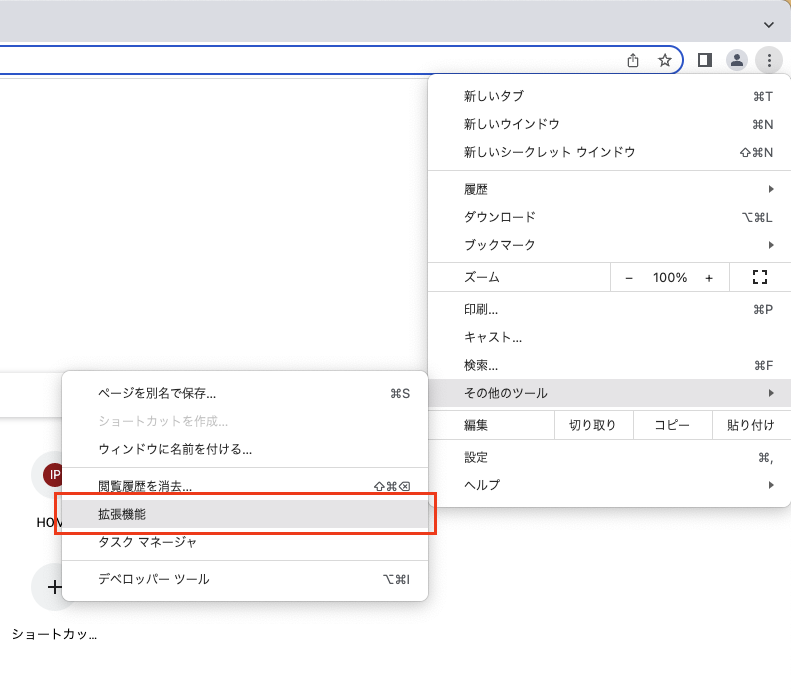 新しいタブ ⌘T
新しいウインドウ ⌘N
新しいシークレット ウインドウ ⇧⌘N
履歴
ダウンロード ⌥⌘L
ブックマーク
ズーム － 100% ＋
印刷... ⌘P
キャスト...
検索... ⌘F
その他のツール
編集 切り取り コピー 貼り付け
設定 ⌘,
ヘルプ
ページを別名で保存... ⌘S
ショートカットを作成...
ウィンドウに名前を付ける...
閲覧履歴を消去... ⇧⌘⌫
拡張機能
タスク マネージャ
デベロッパー ツール ⌥⌘I
IP
ショートカッ...